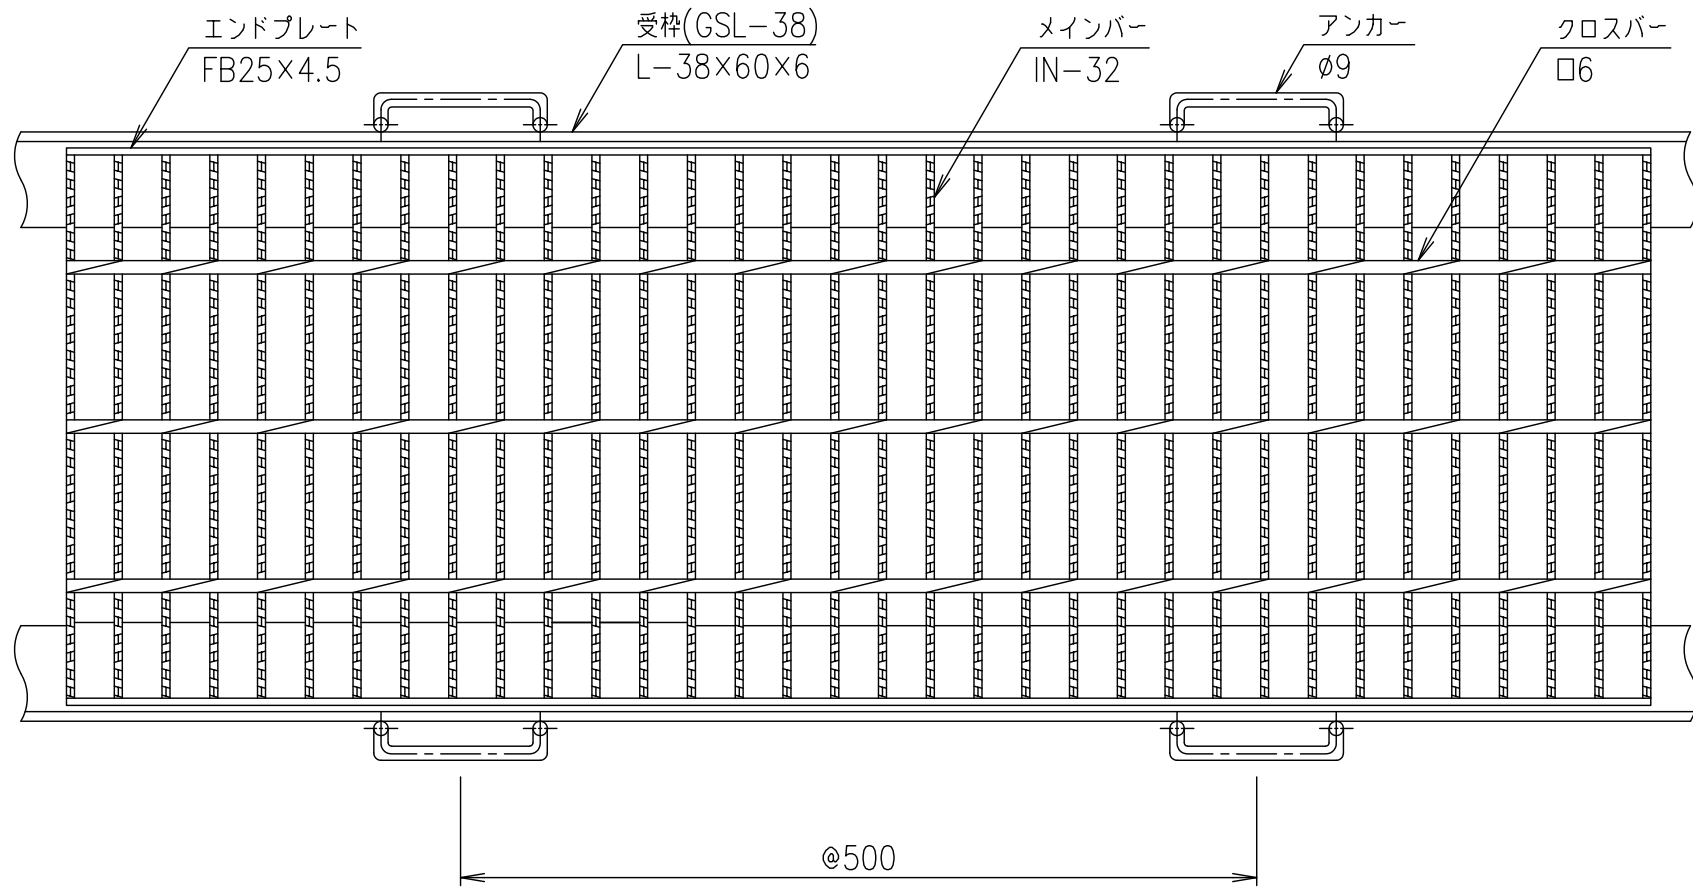 エンドプレート
FB25×4.5
受枠(GSL-38)
L-38×60×6
メインバー
IN-32
アンカー
Ø9
クロスバー
□6
@500